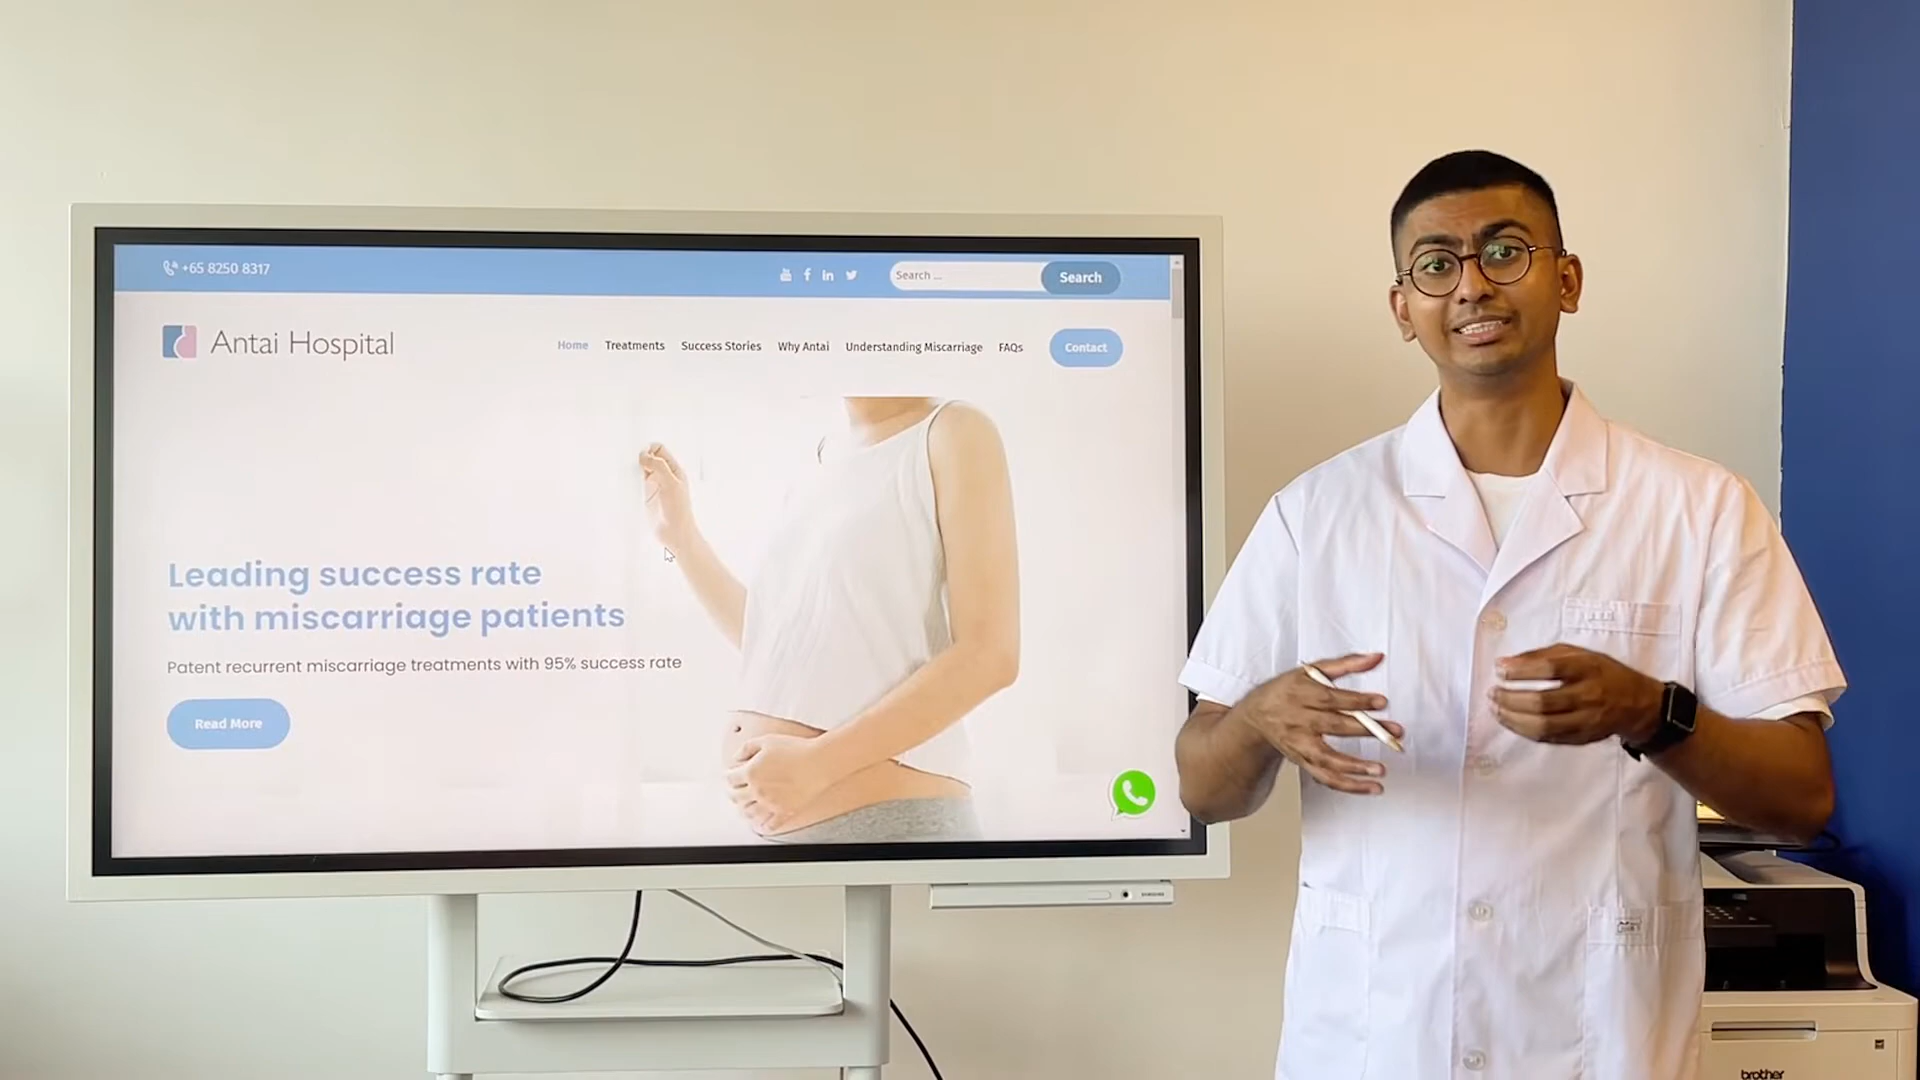 +65 8250 8317
Search ...
Search
Antai Hospital
Home
Treatments
Success Stories
Why Antai
Understanding Miscarriage
FAQs
Contact
Leading success rate
with miscarriage patients
Patent recurrent miscarriage treatments with 95% success rate
Read More
SAMSUNG
brother